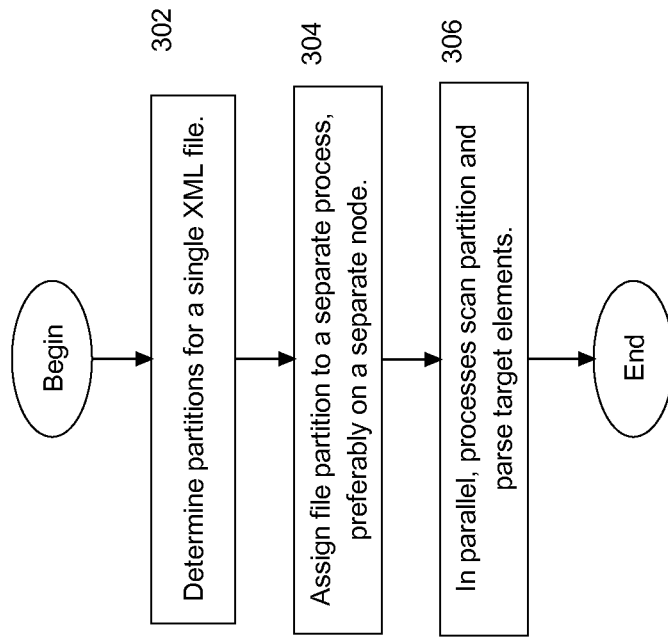 Begin
Determine partitions for a single XML file.
302
Assign file partition to a separate process,
preferably on a separate node.
304
In parallel, processes scan partition and
parse target elements.
306
End